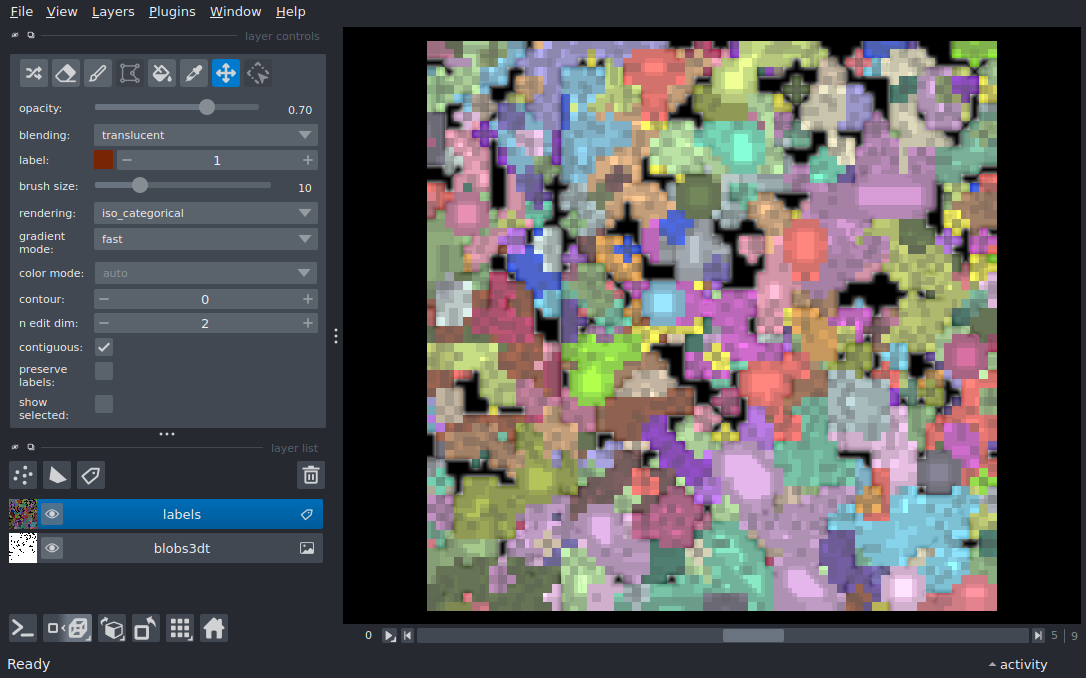 File View Layers Plugins Window Help
layer controls
opacity: 0.70
blending: translucent
label: 1
brush size: 10
rendering: iso_categorical
gradient
mode: fast
color mode: auto
contour: 0
n edit dim: 2
contiguous:
preserve
labels:
show
selected:
layer list
labels
blobs3dt
0 5 9
Ready activity